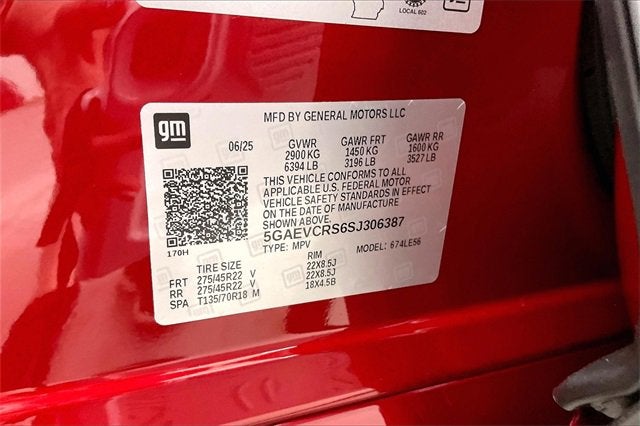 LOCAL 602
gm
MFD BY GENERAL MOTORS LLC
06/25 GVWR GAWR FRT GAWR RR
2900 KG 1450 KG 1600 KG
6394 LB 3196 LB 3527 LB
THIS VEHICLE CONFORMS TO ALL
APPLICABLE U.S. FEDERAL MOTOR
VEHICLE SAFETY STANDARDS IN EFFECT
ON THE DATE OF MANUFACTURE
SHOWN ABOVE.
5GAEVCRS6SJ306387
170H TYPE: MPV MODEL: 674LE56
TIRE SIZE RIM
FRT 275/45R22 V 22X8.5J
RR 275/45R22 V 22X8.5J
SPA T135/70R18 M 18X4.5B